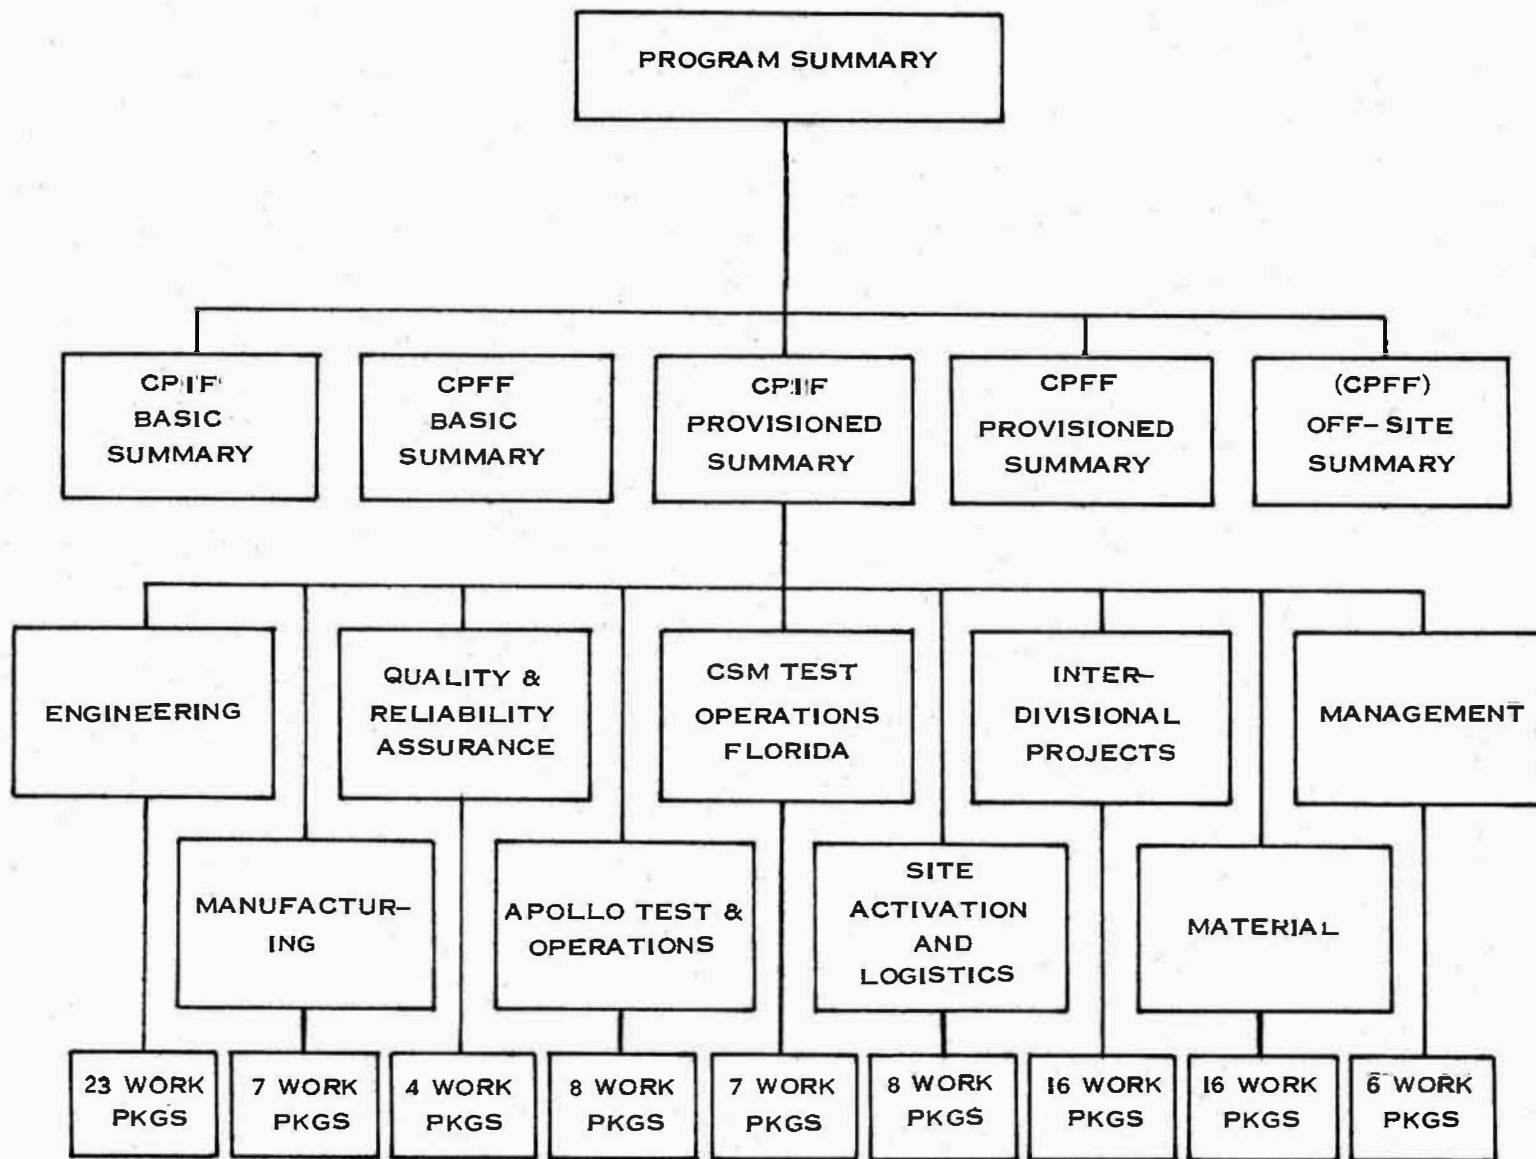 PROGRAM SUMMARY
CPIF
BASIC
SUMMARY
CPFF
BASIC
SUMMARY
CPIF
PROVISIONED
SUMMARY
CPFF
PROVISIONED
SUMMARY
(CPFF)
OFF-SITE
SUMMARY
ENGINEERING
QUALITY &
RELIABILITY
ASSURANCE
CSM TEST
OPERATIONS
FLORIDA
INTER-
DIVISIONAL
PROJECTS
MANAGEMENT
MANUFACTUR-
ING
APOLLO TEST &
OPERATIONS
SITE
ACTIVATION
AND
LOGISTICS
MATERIAL
23 WORK
PKGS
7 WORK
PKGS
4 WORK
PKGS
8 WORK
PKGS
7 WORK
PKGS
8 WORK
PKGS
16 WORK
PKGS
16 WORK
PKGS
6 WORK
PKGS